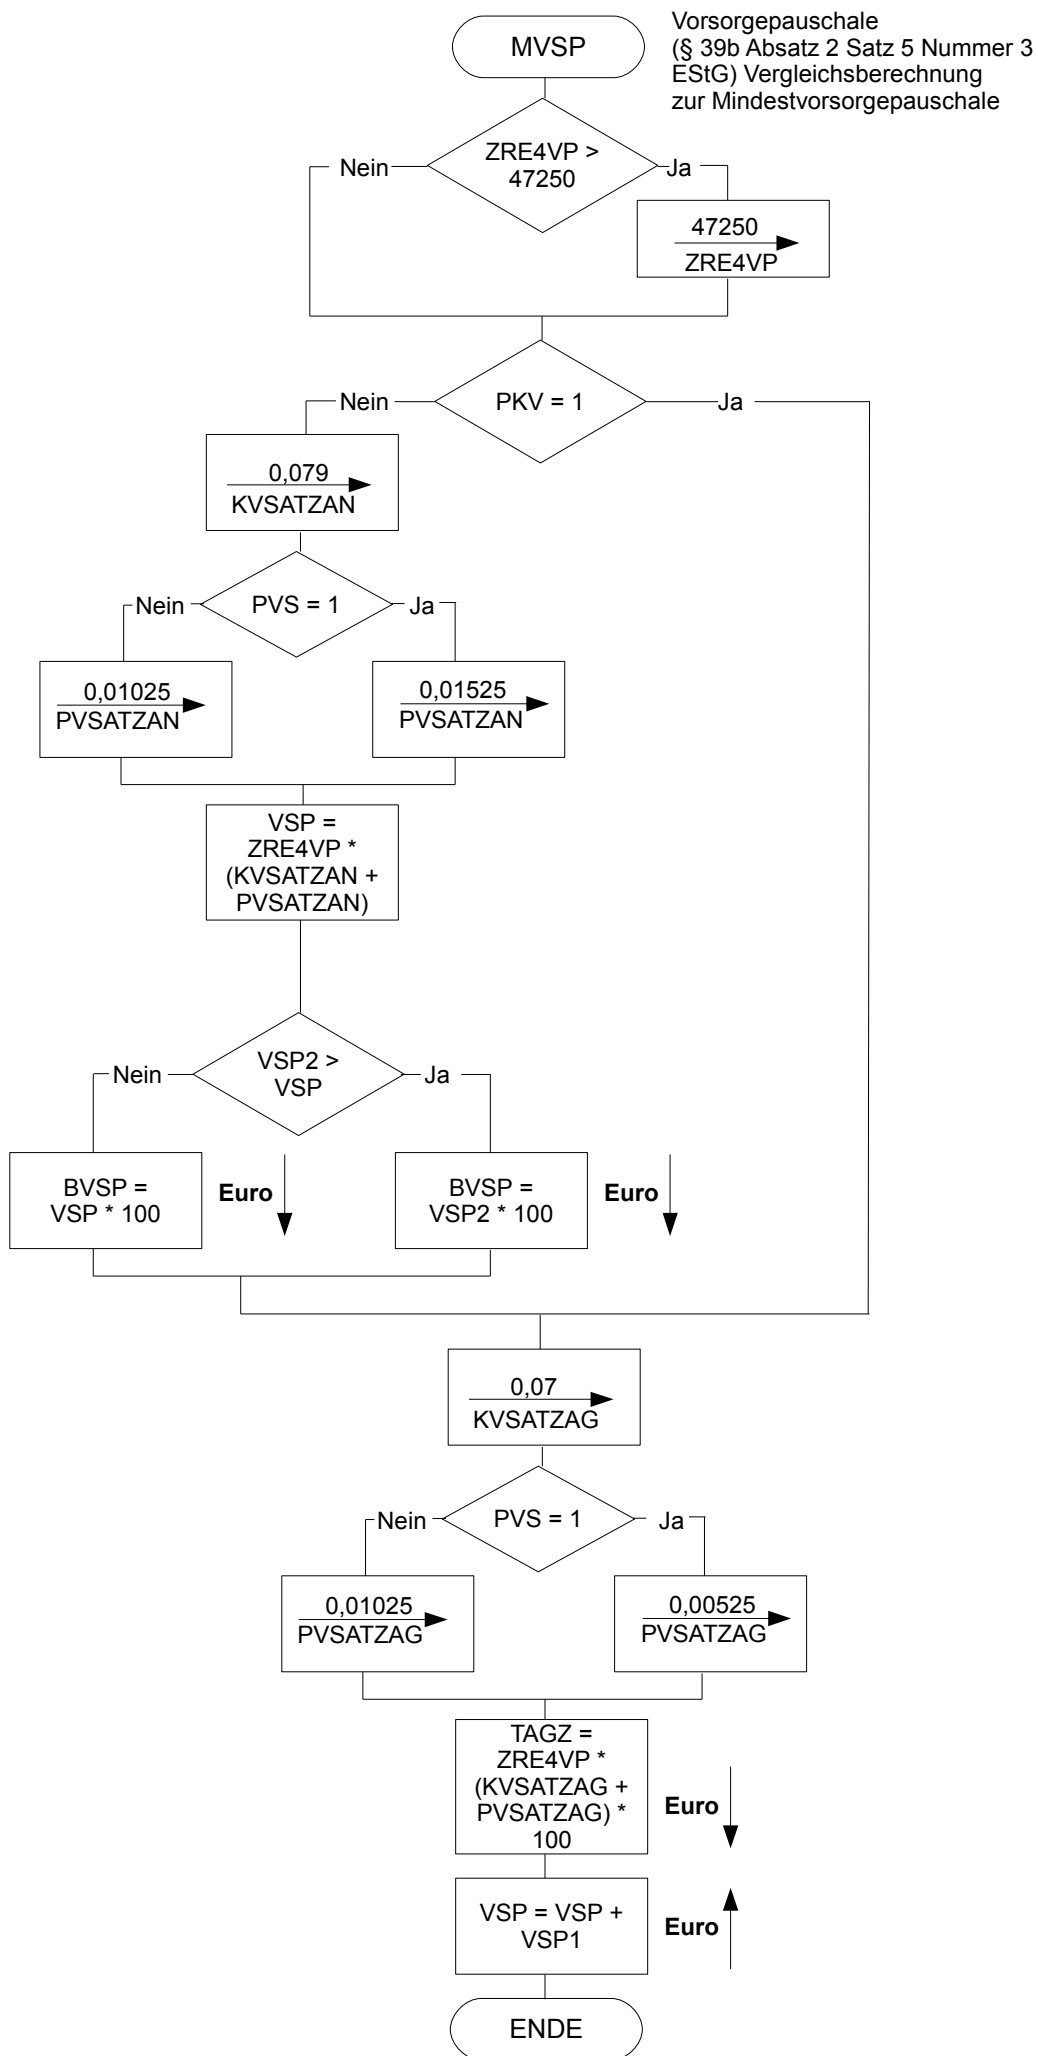 MVSP
Vorsorgepauschale
(§ 39b Absatz 2 Satz 5 Nummer 3
EStG) Vergleichsberechnung
zur Mindestvorsorgepauschale
ZRE4VP >
47250
Nein
Ja
47250
ZRE4VP
PKV = 1
Nein
Ja
0,079
KVSATZAN
PVS = 1
Nein
Ja
0,01025
PVSATZAN
0,01525
PVSATZAN
VSP =
ZRE4VP *
(KVSATZAN +
PVSATZAN)
VSP2 >
VSP
Nein
Ja
BVSP =
VSP * 100
Euro
BVSP =
VSP2 * 100
Euro
0,07
KVSATZAG
PVS = 1
Nein
Ja
0,01025
PVSATZAG
0,00525
PVSATZAG
TAGZ =
ZRE4VP *
(KVSATZAG +
PVSATZAG) *
100
Euro
VSP = VSP +
VSP1
Euro
ENDE